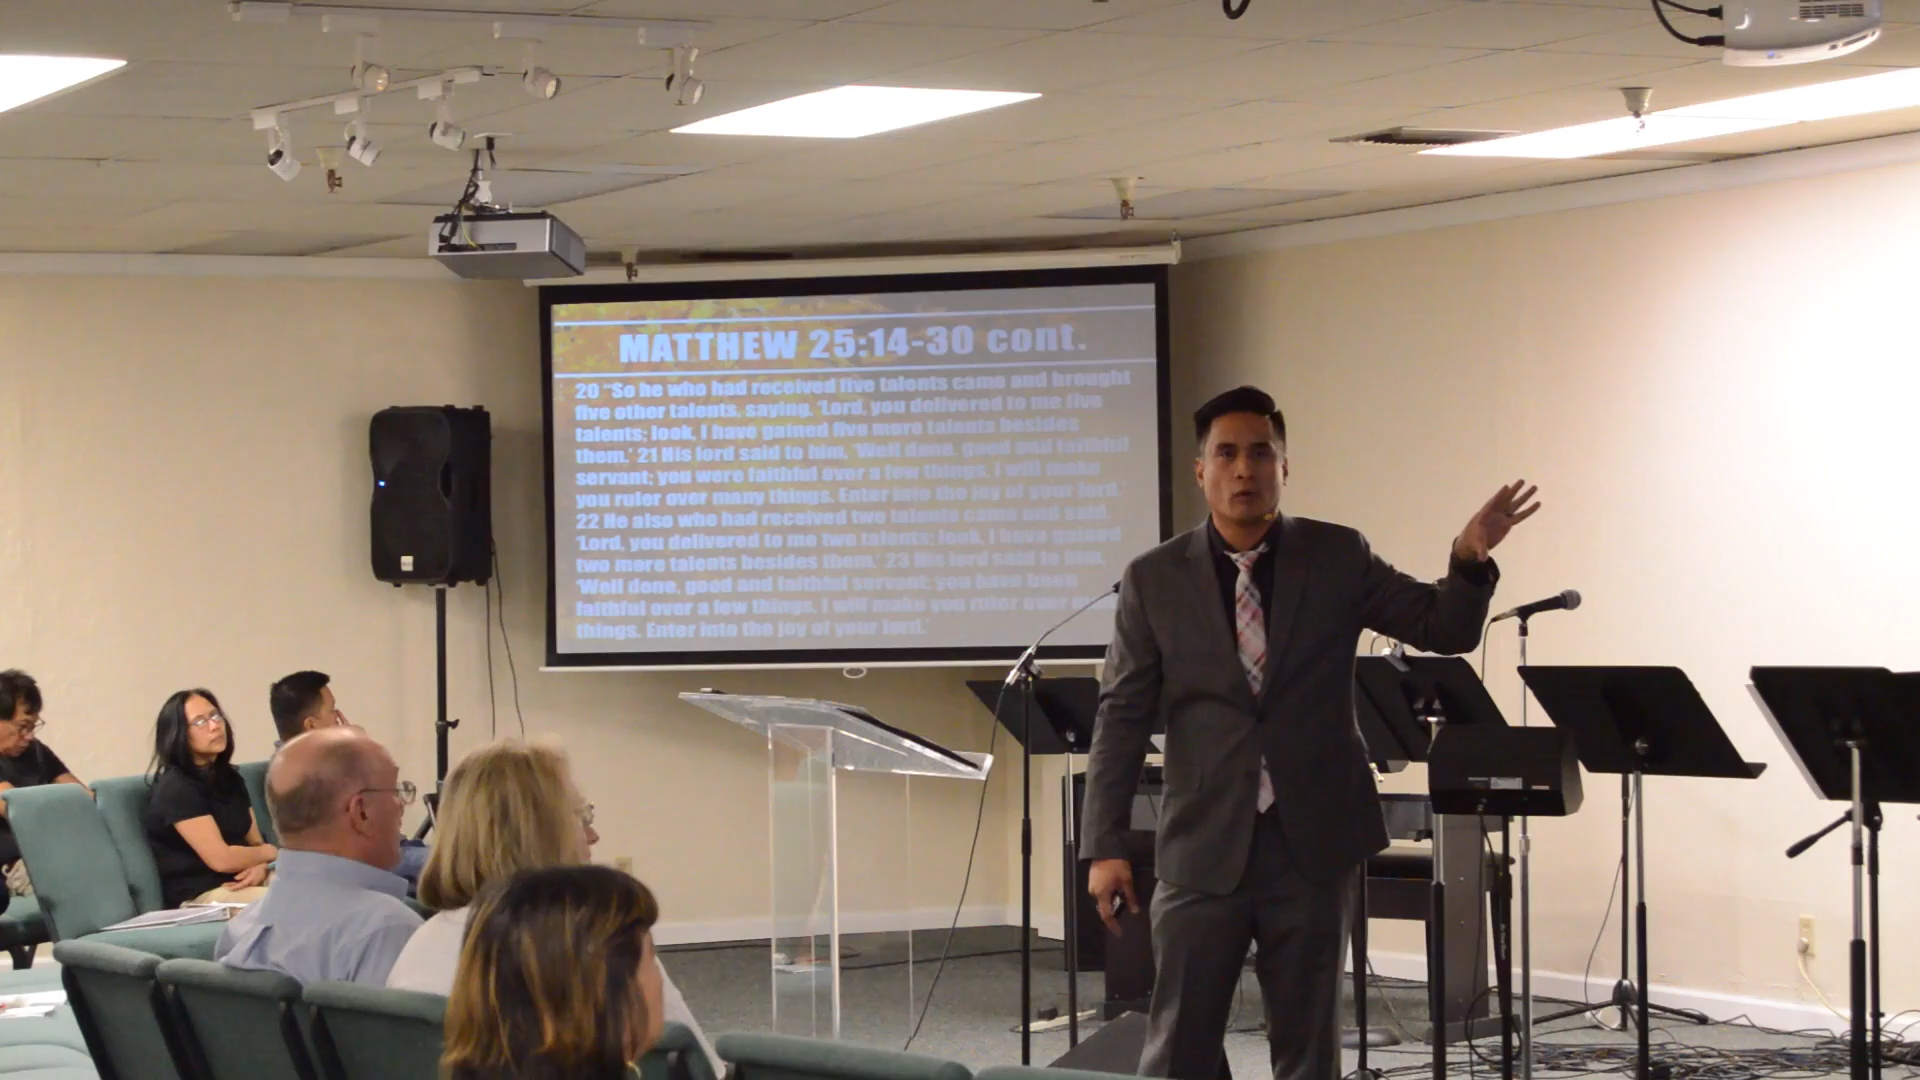 MATTHEW 25:14-30 cont.
20 “So he who had received five talents came and brought
five other talents, saying, ‘Lord, you delivered to me five
talents; look, I have gained five more talents besides
them.’ 21 His lord said to him, ‘Well done, good and faithful
servant; you were faithful over a few things, I will make
you ruler over many things. Enter into the joy of your lord.’
22 He also who had received two talents came and said,
‘Lord, you delivered to me two talents; look, I have gained
two more talents besides them.’ 23 His lord said to him,
‘Well done, good and faithful servant; you have been
faithful over a few things, I will make you ruler over
things. Enter into the joy of your lord.’